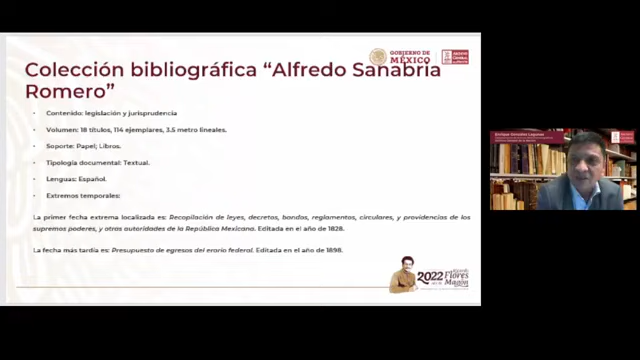 GOBIERNO DE
MÉXICO
Colección bibliográfica “Alfredo Sanabria
Romero”
• Contenido: legislación y jurisprudencia
• Volumen: 18 títulos, 114 ejemplares, 3.5 metro lineales.
• Soporte: Papel; Libros.
• Tipología documental: Textual.
• Lenguas: Español.
• Extremos temporales:
La primer fecha extrema localizada es: Recopilación de leyes, decretos, bandos, reglamentos, circulares, y providencias de los
supremos poderes, y otras autoridades de la República Mexicana. Editada en el año de 1828.
La fecha más tardía es: Presupuesto de egresos del erario federal. Editada en el año de 1898.
2022 Flores
Magón
Enrique González